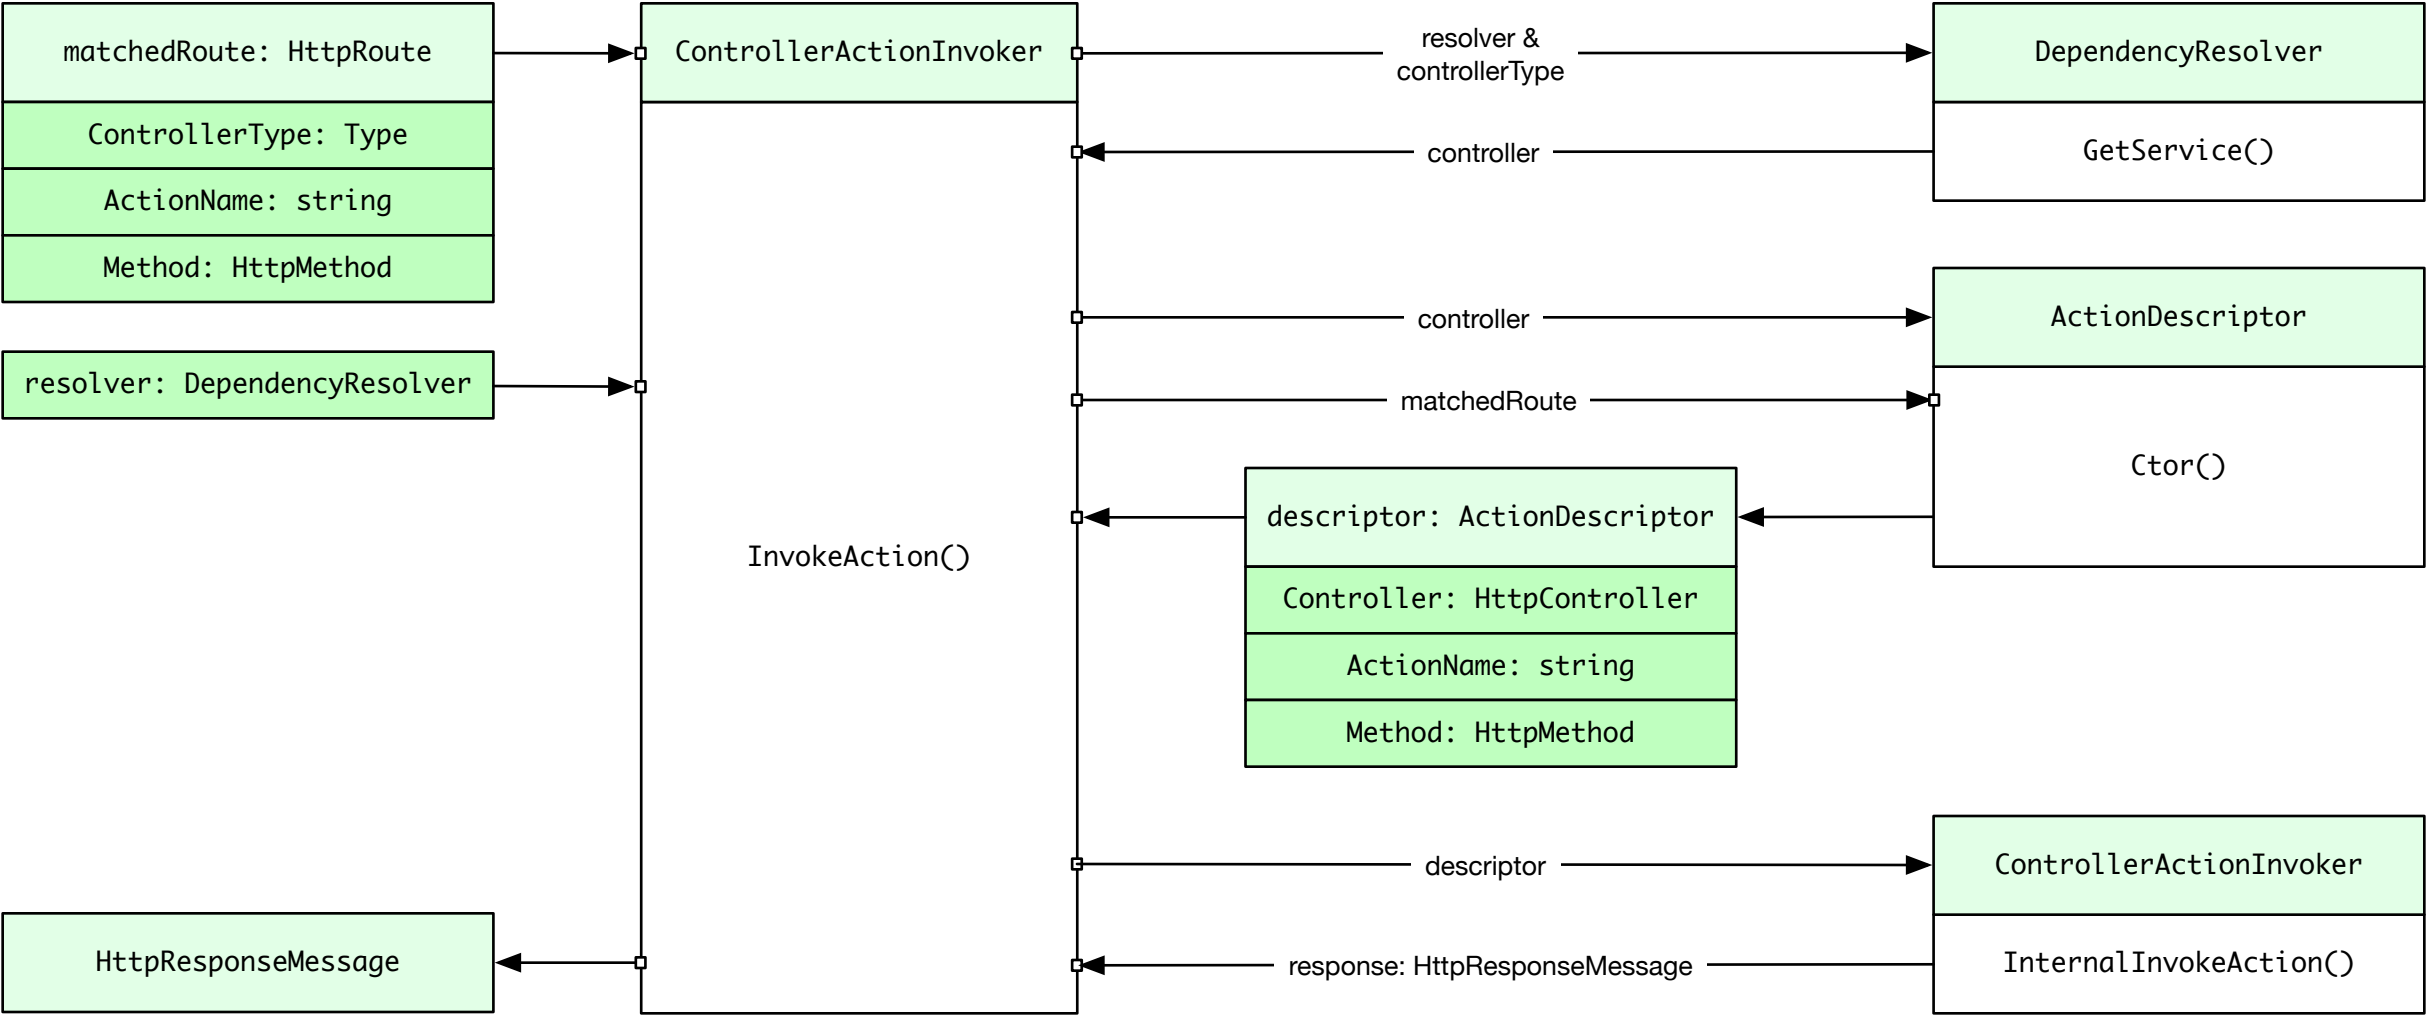 matchedRoute: HttpRoute
ControllerType: Type
ActionName: string
Method: HttpMethod
resolver: DependencyResolver
HttpResponseMessage
ControllerActionInvoker
InvokeAction()
resolver &
controllerType
controller
controller
matchedRoute
descriptor: ActionDescriptor
Controller: HttpController
ActionName: string
Method: HttpMethod
descriptor
response: HttpResponseMessage
DependencyResolver
GetService()
ActionDescriptor
Ctor()
ControllerActionInvoker
InternalInvokeAction()